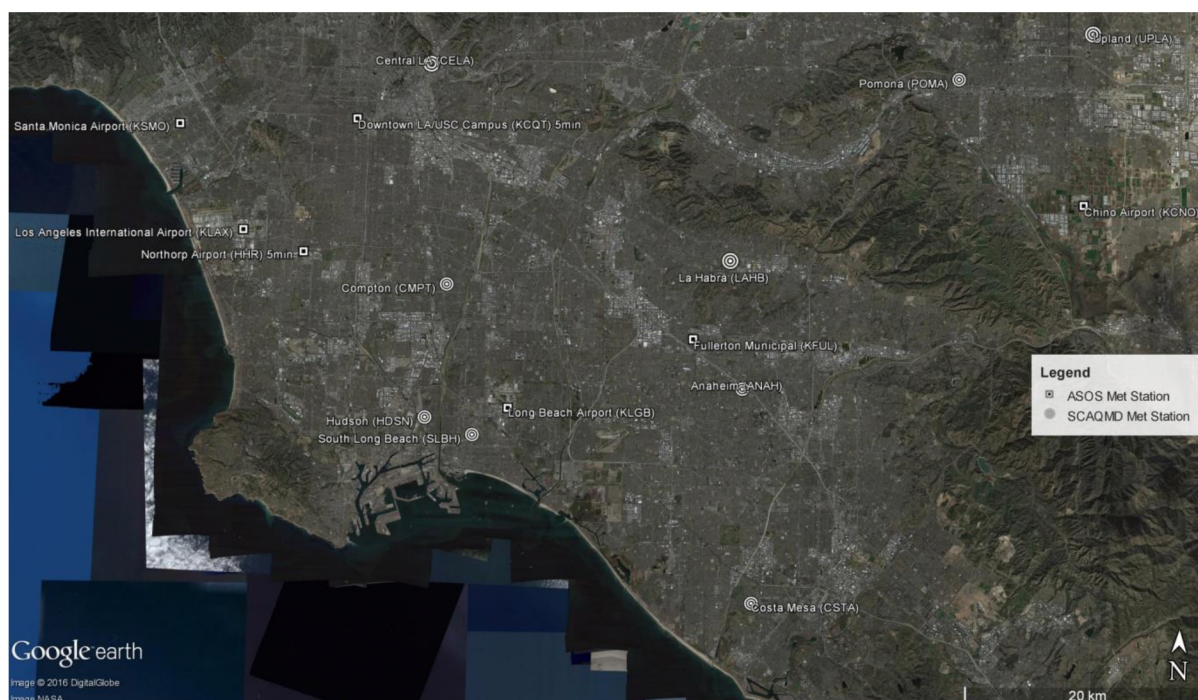 Central LA (CELA)
Upland (UPLA)
Pomona (POMA)
Santa Monica Airport (KSMO)
Downtown LA/USC Campus (KCQT) 5min
Chino Airport (KCNO)
Los Angeles International Airport (KLAX)
Northorp Airport (HHR) 5min
La Habra (LAHB)
Compton (CMPT)
Fullerton Municipal (KFUL)
Legend
ASOS Met Station
SCAQMD Met Station
Anaheim (ANAH)
Long Beach Airport (KLGB)
Hudson (HDSN)
South Long Beach (SLBH)
Costa Mesa (CSTA)
Google earth
Image © 2016 DigitalGlobe
Image NASA
N
20 km